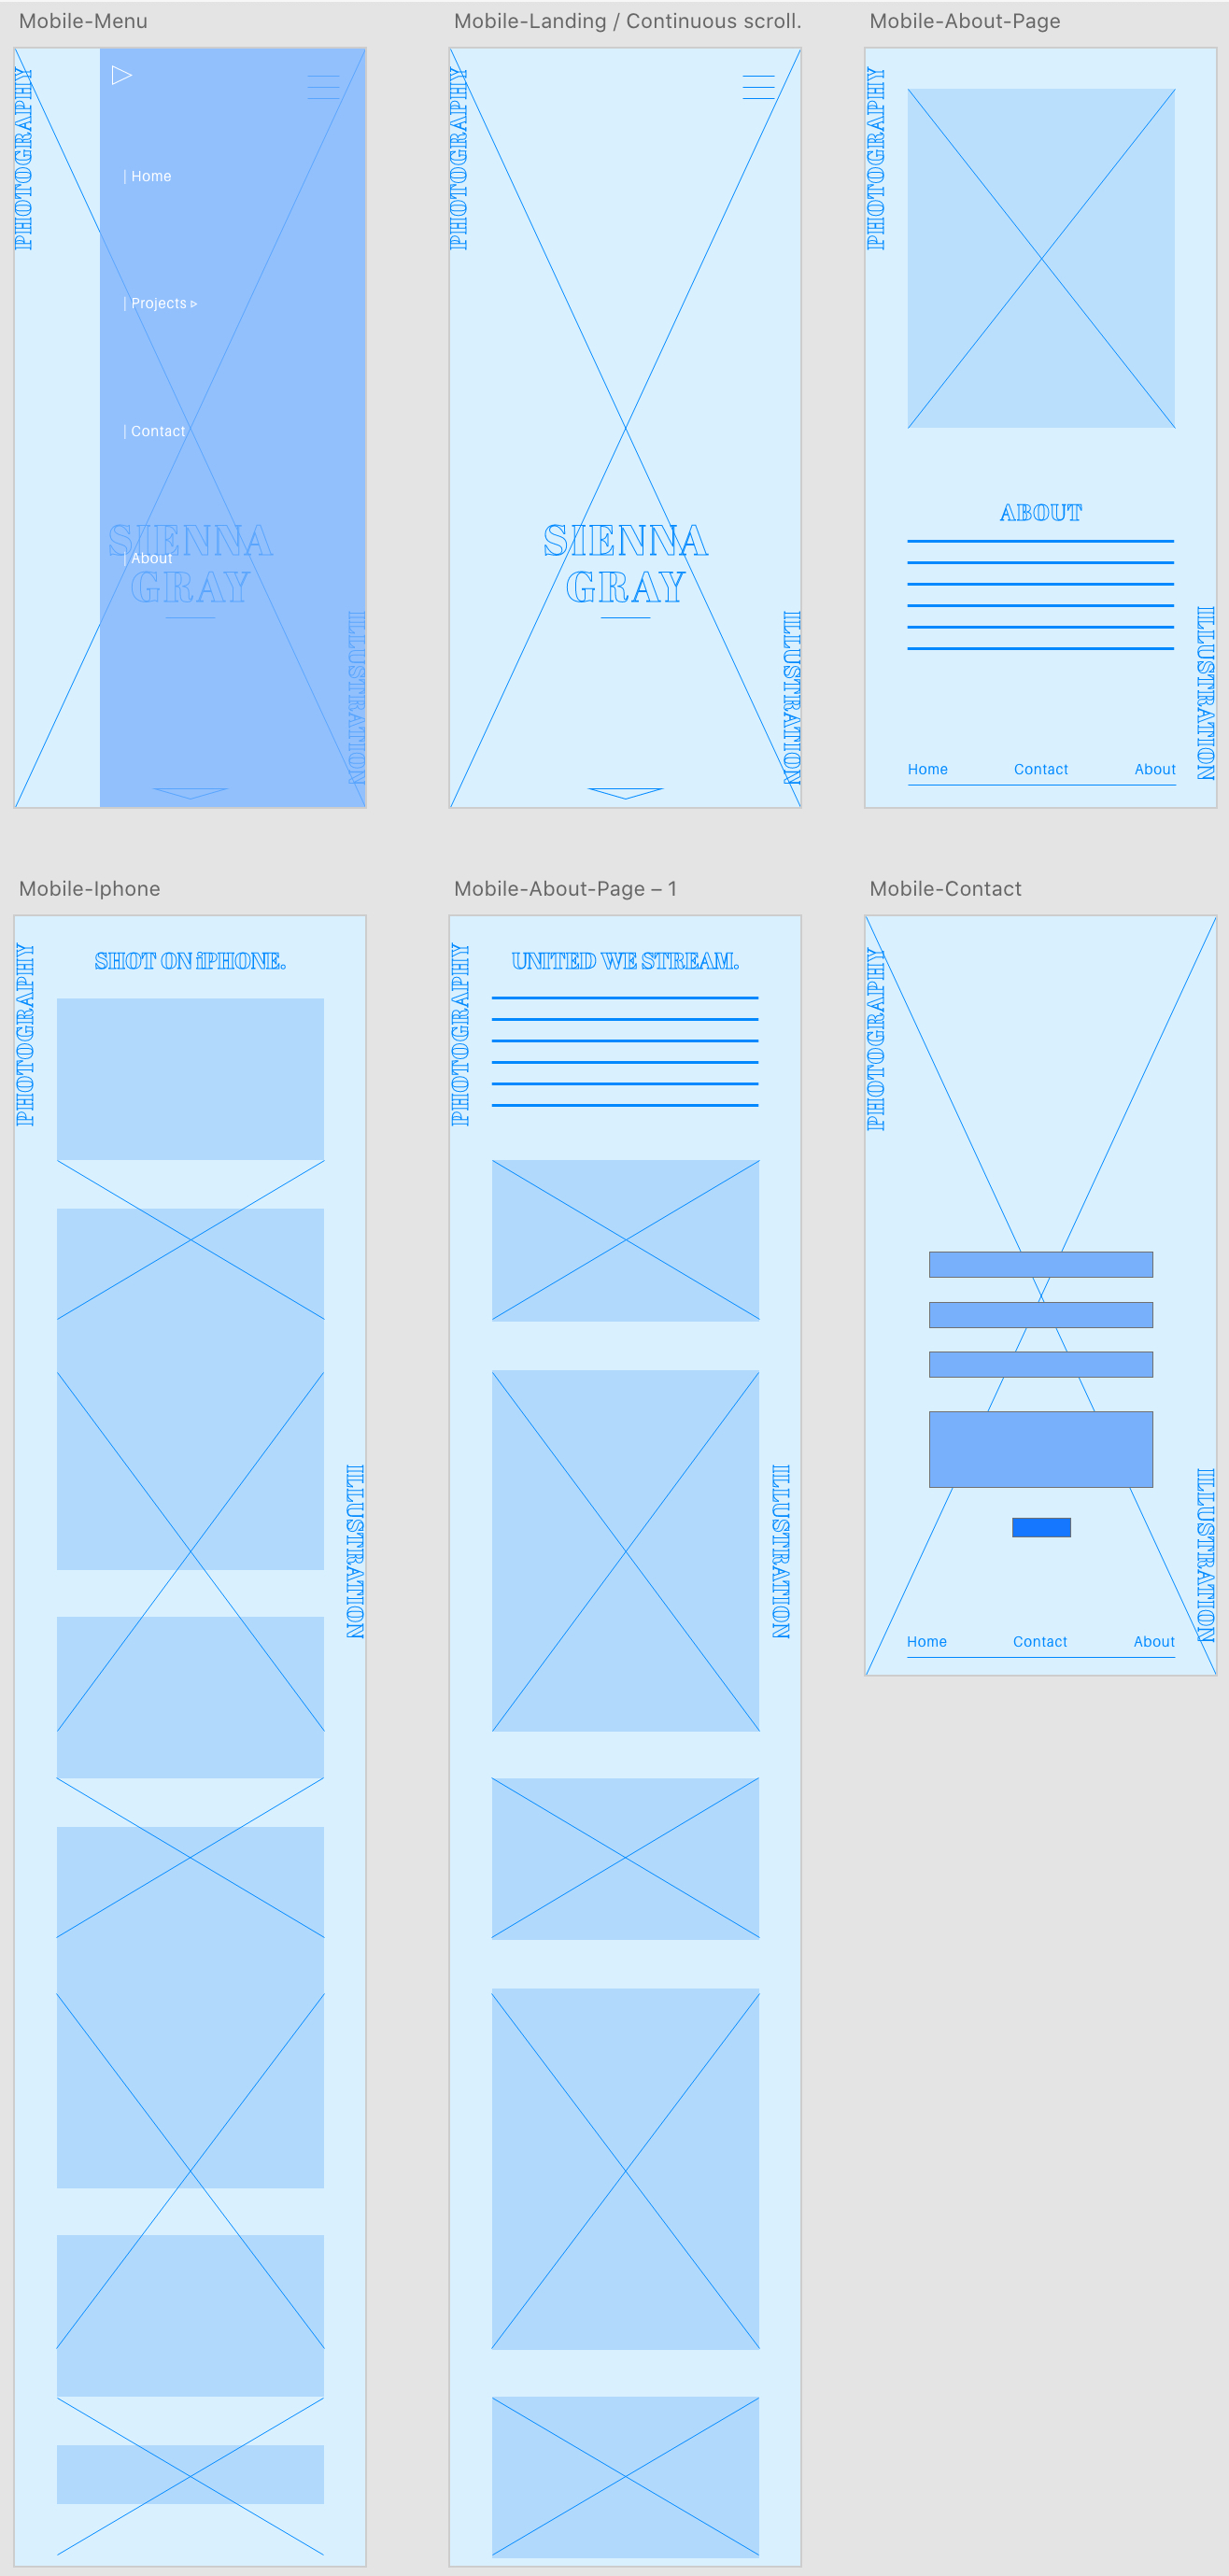 Mobile-Menu
PHOTOGRAPHY
| Home
| Projects
| Contact
SIENNA
| About
GRAY
ILLUSTRATION
Mobile-Landing / Continuous scroll.
PHOTOGRAPHY
SIENNA
GRAY
ILLUSTRATION
Mobile-About-Page
PHOTOGRAPHY
ABOUT
ILLUSTRATION
Home Contact About
Mobile-Iphone
PHOTOGRAPHY
SHOT ON iPHONE.
ILLUSTRATION
Mobile-About-Page – 1
PHOTOGRAPHY
UNITED WE STREAM.
ILLUSTRATION
Mobile-Contact
PHOTOGRAPHY
ILLUSTRATION
Home Contact About